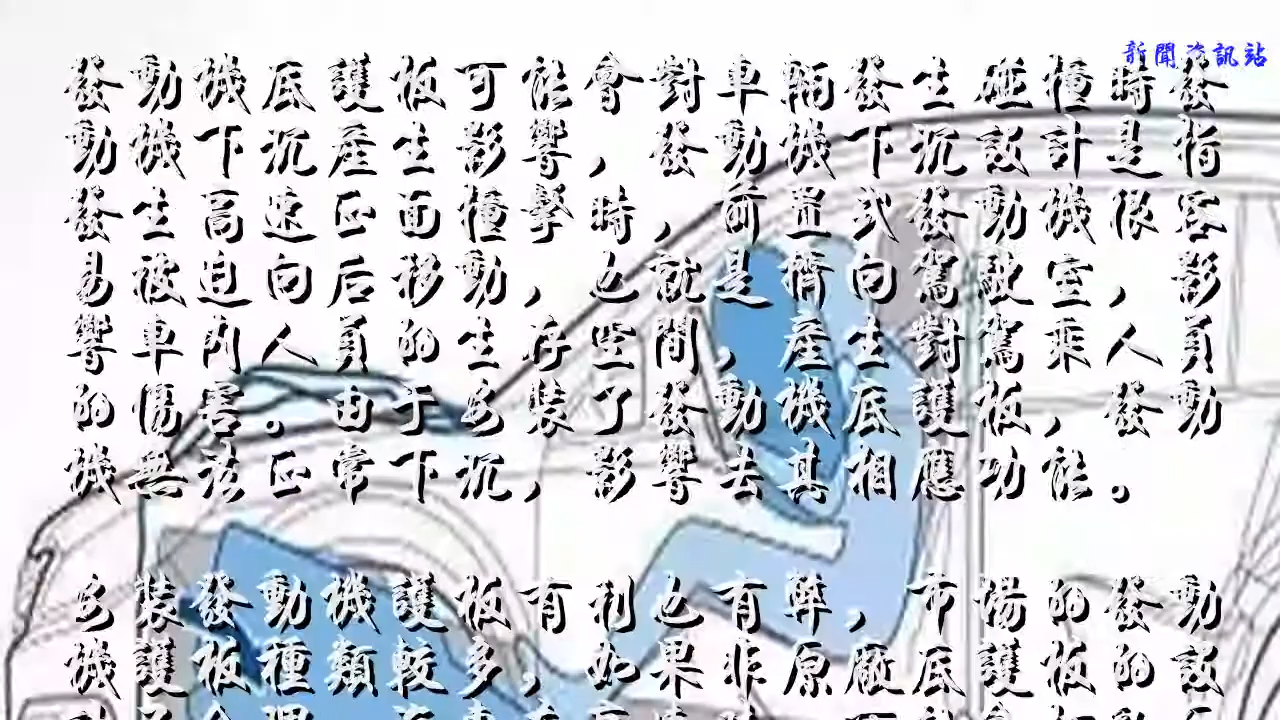 新聞資訊站
發動機底護板可能會對車輛發生碰撞時發
動機下沉產生影響，發動機下沉設計是指
發生高速正面撞擊時，前置式發動機很容
易被迫向后移動，也就是擠向駕駛室，影
響車內人員的生存空間，產生對駕乘人員
的傷害。由于安裝了發動機底護板，發動
機無法正常下沉，影響去其相應功能。
安裝發動機護板有利也有弊，市場的發動
機護板種類較多，如果非原廠底護板的設